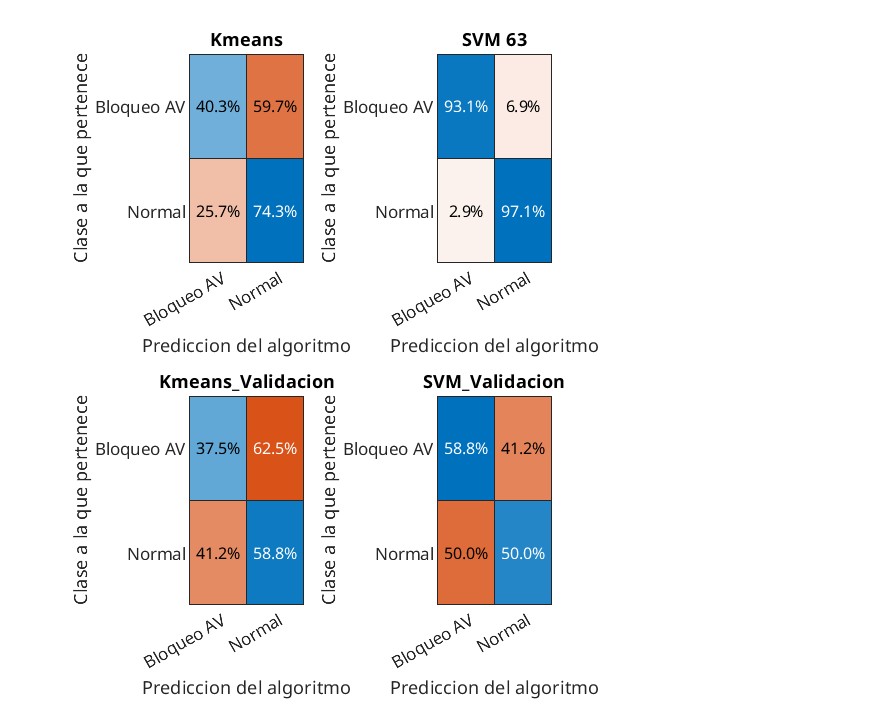 Kmeans
Clase a la que pertenece
Bloqueo AV 40.3% 59.7%
Normal 25.7% 74.3%
Bloqueo AV Normal
Prediccion del algoritmo
SVM 63
Clase a la que pertenece
Bloqueo AV 93.1% 6.9%
Normal 2.9% 97.1%
Bloqueo AV Normal
Prediccion del algoritmo
Kmeans_Validacion
Clase a la que pertenece
Bloqueo AV 37.5% 62.5%
Normal 41.2% 58.8%
Bloqueo AV Normal
Prediccion del algoritmo
SVM_Validacion
Clase a la que pertenece
Bloqueo AV 58.8% 41.2%
Normal 50.0% 50.0%
Bloqueo AV Normal
Prediccion del algoritmo